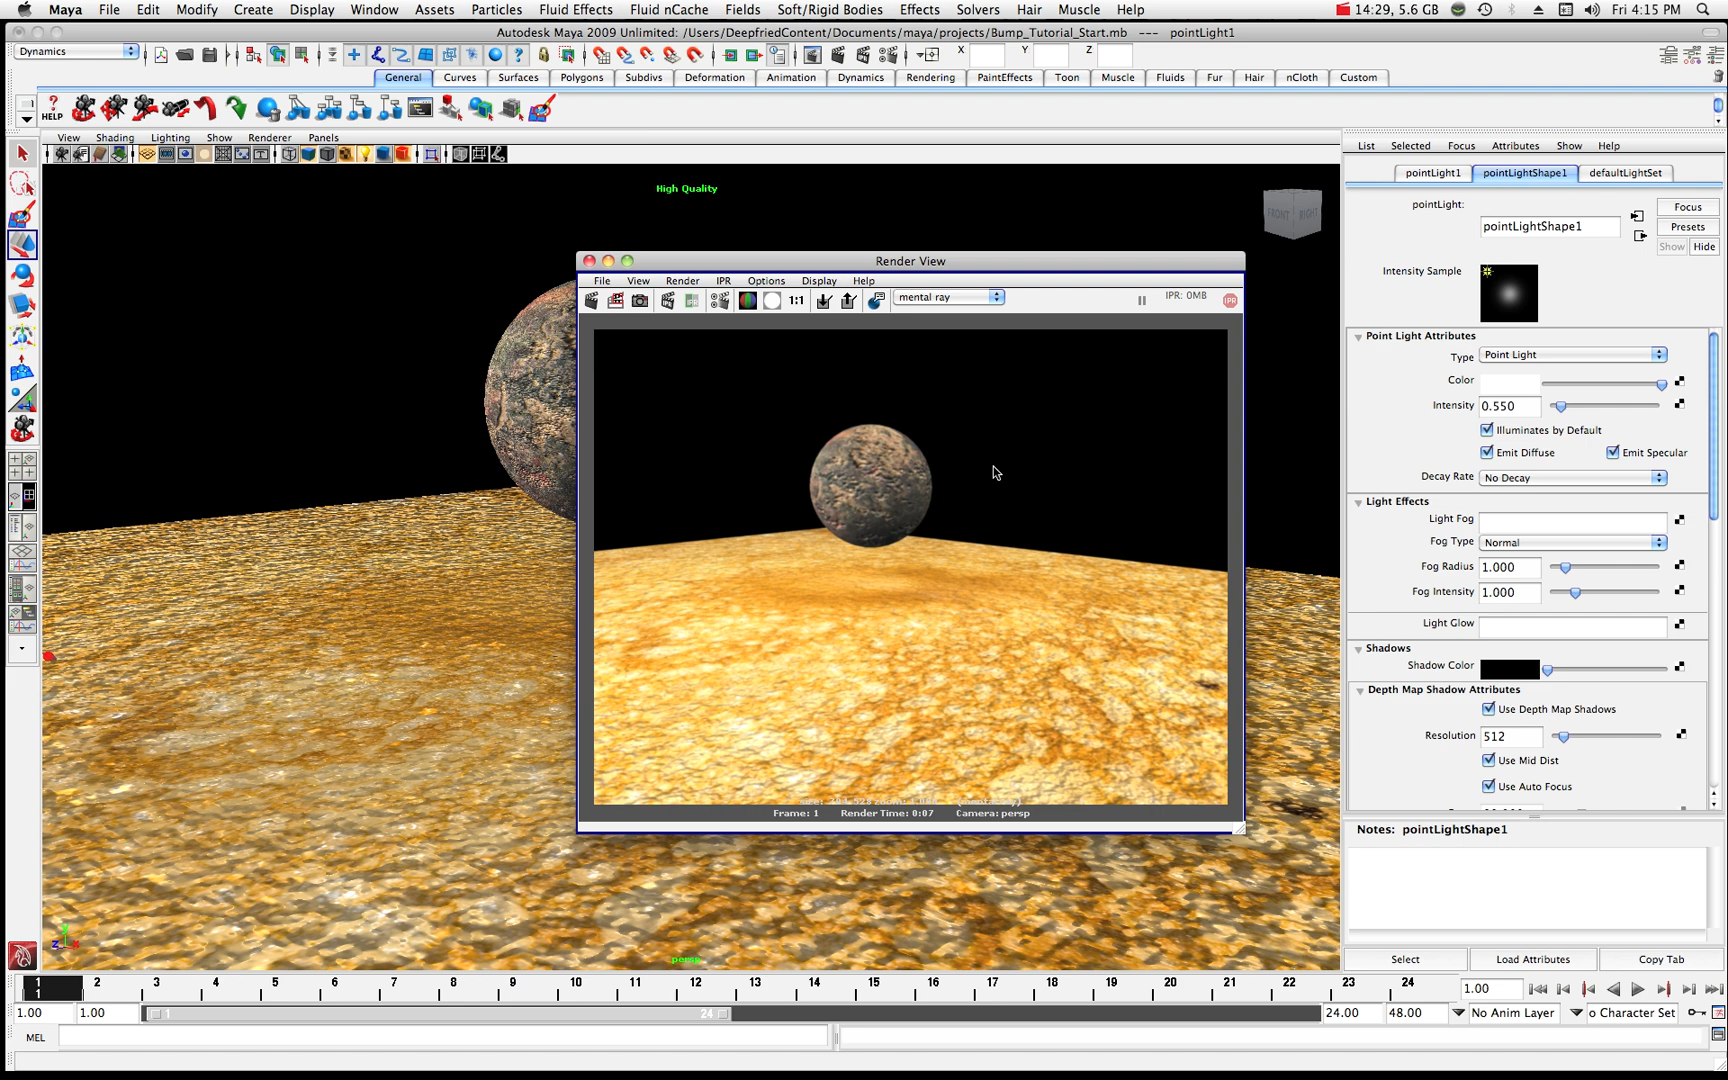 Maya File Edit Modify Create Display Window Assets Particles Fluid Effects Fluid nCache Fields Soft/Rigid Bodies Effects Solvers Hair Muscle Help 14:29, 5.6 GB Fri 4:15 PM
Autodesk Maya 2009 Unlimited: /Users/DeepfriedContent/Documents/maya/projects/Bump_Tutorial_Start.mb --- pointLight1
Dynamics X Y Z
General Curves Surfaces Polygons Subdivs Deformation Animation Dynamics Rendering PaintEffects Toon Muscle Fluids Fur Hair nCloth Custom
HELP
View Shading Lighting Show Renderer Panels
High Quality
FRONT RIGHT
Render View
File View Render IPR Options Display Help
1:1 mental ray IPR: 0MB
IPR
Frame: 1 Render Time: 0:07 Camera: persp
persp
List Selected Focus Attributes Show Help
pointLight1 pointLightShape1 defaultLightSet
pointLight: pointLightShape1
Focus
Presets
Show Hide
Intensity Sample
Point Light Attributes
Type Point Light
Color
Intensity 0.550
Illuminates by Default
Emit Diffuse Emit Specular
Decay Rate No Decay
Light Effects
Light Fog
Fog Type Normal
Fog Radius 1.000
Fog Intensity 1.000
Light Glow
Shadows
Shadow Color
Depth Map Shadow Attributes
Use Depth Map Shadows
Resolution 512
Use Mid Dist
Use Auto Focus
Notes: pointLightShape1
Select Load Attributes Copy Tab
1 2 3 4 5 6 7 8 9 10 11 12 13 14 15 16 17 18 19 20 21 22 23 24 1.00
1
1.00 1.00 1 24 24.00 48.00 No Anim Layer o Character Set
MEL